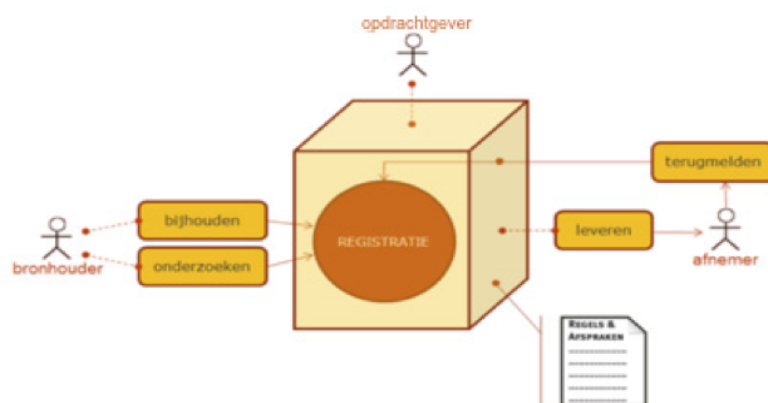 opdrachtgever
terugmelden
bijhouden
REGISTRATIE
leveren
bronhouder
onderzoeken
afnemer
REGELS &
AFSPRAKEN